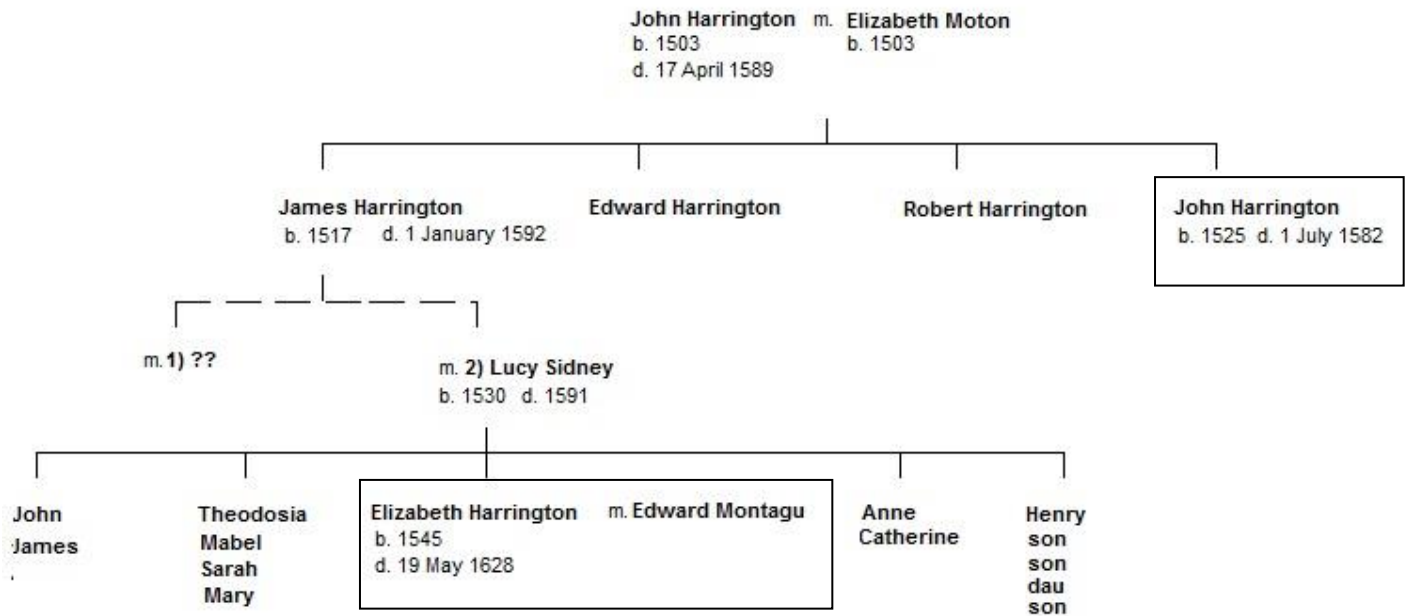 John Harrington m. Elizabeth Moton
b. 1503 b. 1503
d. 17 April 1589
James Harrington Edward Harrington Robert Harrington John Harrington
b. 1517 d. 1 January 1592 b. 1525 d. 1 July 1582
m. 1) ?? m. 2) Lucy Sidney
b. 1530 d. 1591
John Theodosia Elizabeth Harrington m. Edward Montagu Anne Henry
James Mabel b. 1545 Catherine son
Sarah d. 19 May 1628 son
Mary dau
son